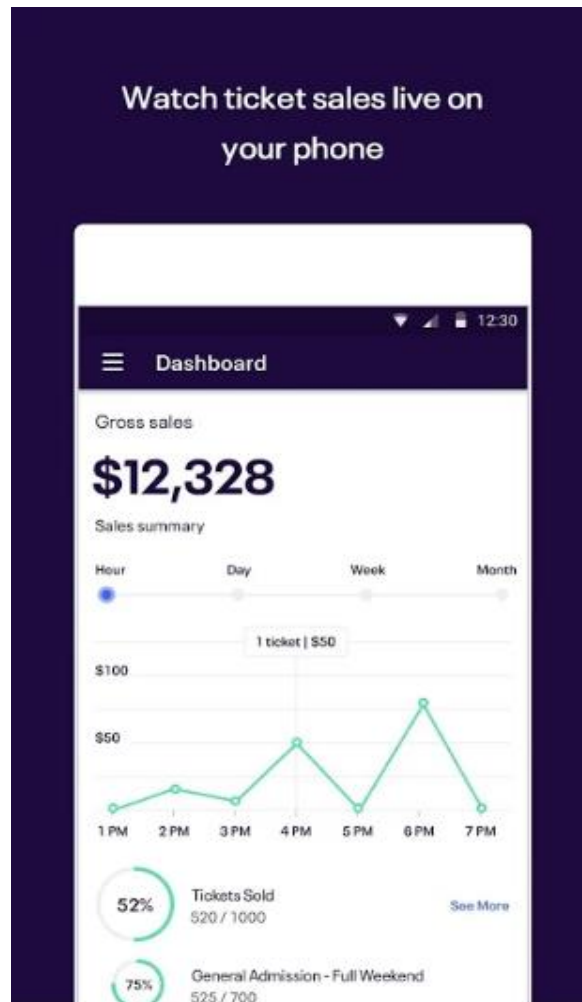 Watch ticket sales live on
your phone
12:30
Dashboard
Gross sales
$12,328
Sales summary
Hour Day Week Month
1 ticket | $50
$100
$50
1 PM 2 PM 3 PM 4 PM 5 PM 6 PM 7 PM
52%
Tickets Sold
520 / 1000
See More
75%
General Admission - Full Weekend
525 / 700